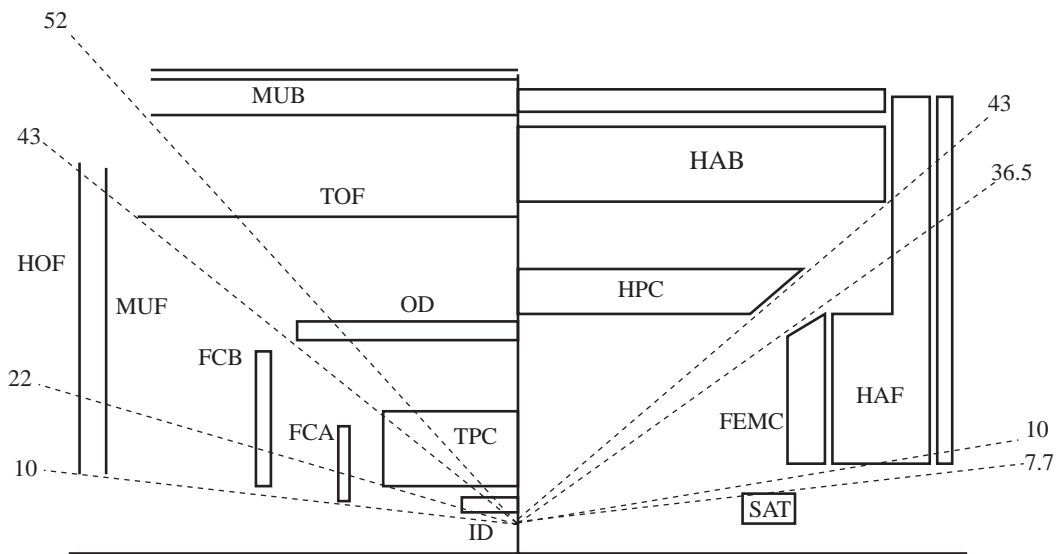 52
MUB
43
43
HAB
36.5
TOF
HOF
HPC
MUF
OD
FCB
22
FCA
TPC
FEMC
HAF
10
10
7.7
SAT
ID